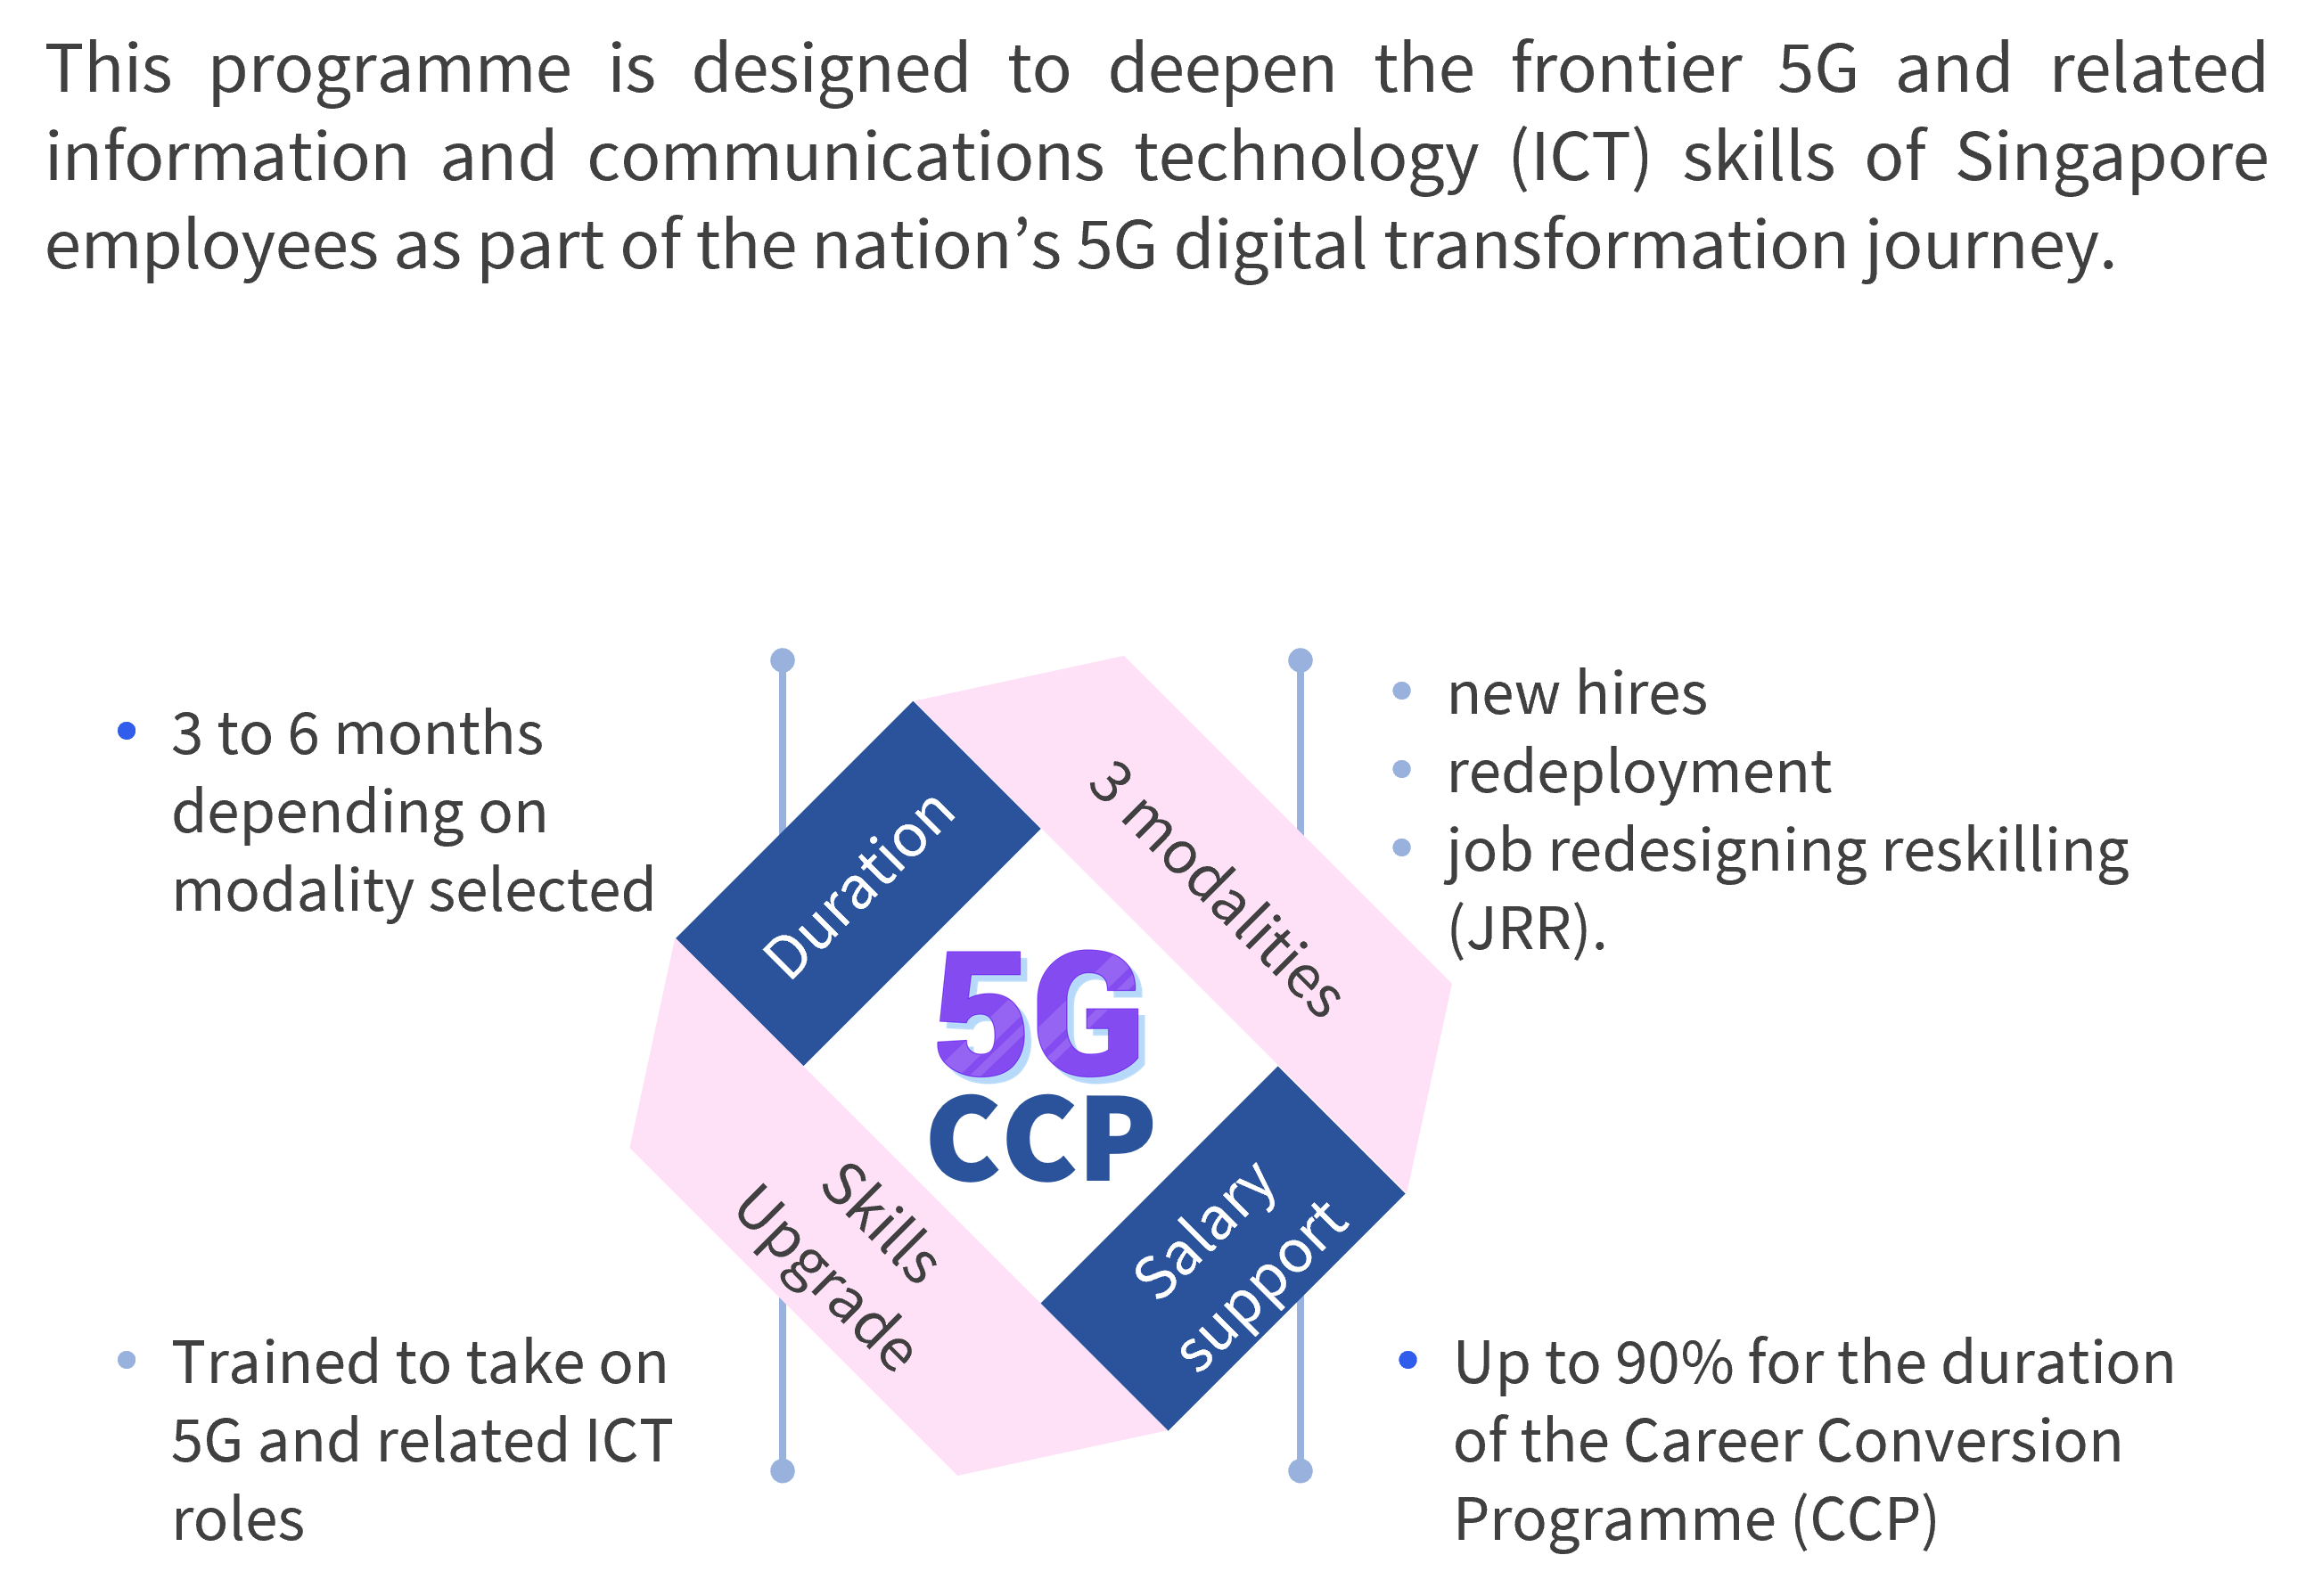 This programme is designed to deepen the frontier 5G and related
information and communications technology (ICT) skills of Singapore
employees as part of the nation’s 5G digital transformation journey.
• 3 to 6 months
depending on
modality selected
Duration
3 modalities
• new hires
• redeployment
• job redesigning reskilling
(JRR).
5G
CCP
Skills
Upgrade
Salary
support
• Trained to take on
5G and related ICT
roles
• Up to 90% for the duration
of the Career Conversion
Programme (CCP)